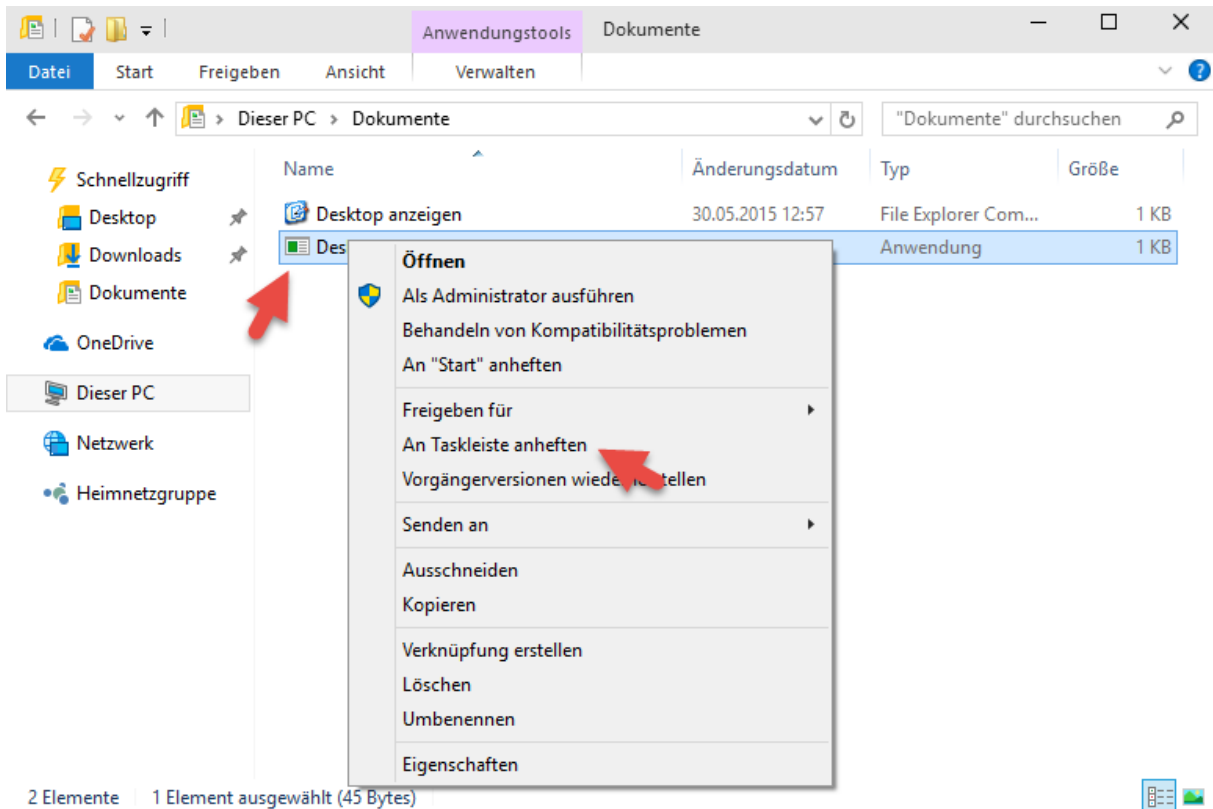 Anwendungstools Dokumente
Datei Start Freigeben Ansicht Verwalten
Dieser PC Dokumente "Dokumente" durchsuchen
Name Änderungsdatum Typ Größe
Schnellzugriff
Desktop
Downloads
Dokumente
OneDrive
Dieser PC
Netzwerk
Heimnetzgruppe
Desktop anzeigen 30.05.2015 12:57 File Explorer Com... 1 KB
Des Anwendung 1 KB
Öffnen
Als Administrator ausführen
Behandeln von Kompatibilitätsproblemen
An "Start" anheften
Freigeben für
An Taskleiste anheften
Vorgängerversionen
Senden an
Ausschneiden
Kopieren
Verknüpfung erstellen
Löschen
Umbenennen
Eigenschaften
2 Elemente 1 Element ausgewählt (45 Bytes)